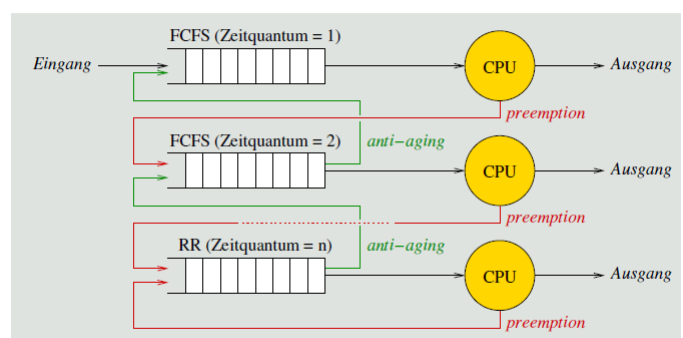 FCFS (Zeitquantum = 1)
Eingang CPU Ausgang
preemption
FCFS (Zeitquantum = 2) anti−aging
CPU Ausgang
preemption
RR (Zeitquantum = n) anti−aging
CPU Ausgang
preemption